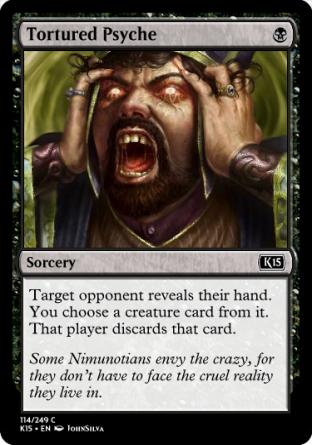 Tortured Psyche
Sorcery
K15
Target opponent reveals their hand.
You choose a creature card from it.
That player discards that card.
Some Nimunotians envy the crazy, for
they don't have to face the cruel reality
they live in.
114/249 C
K15 • EN JohnSilva